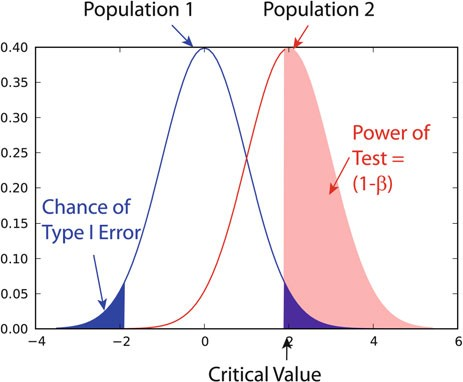 Population 1
Population 2
0.40
0.35
0.30
0.25
0.20
0.15
0.10
0.05
0.00
Power of
Test =
(1-β)
Chance of
Type I Error
−4
−2
0
2
4
6
Critical Value